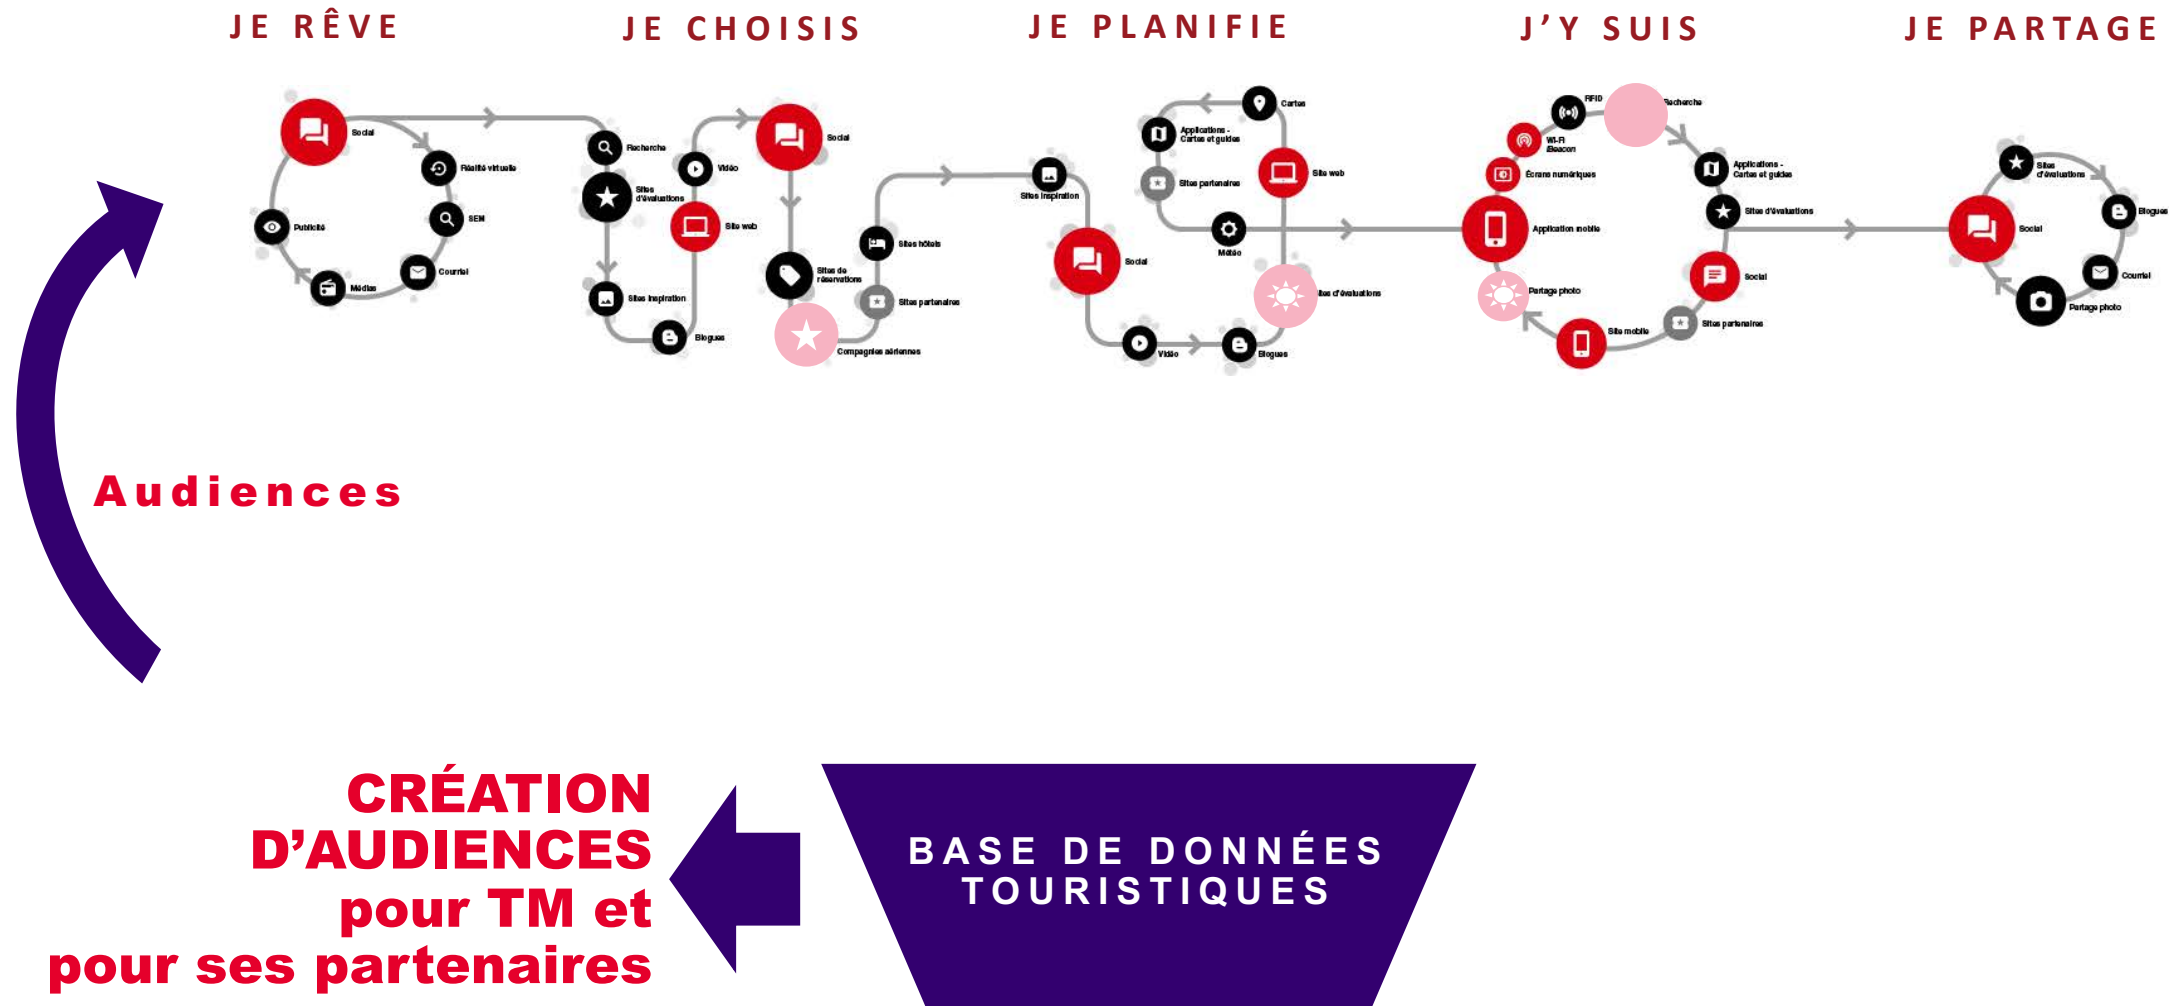 JE RÊVE
JE CHOISIS
JE PLANIFIE
J’Y SUIS
JE PARTAGE
Social
Réalité virtuelle
SEM
Courriel
Médias
Publicité
Recherche
Sites
d'évaluations
Sites inspiration
Blogues
Site web
Vidéo
Social
Sites de
réservations
Compagnies aériennes
Sites partenaires
Sites hôtels
Sites inspiration
Social
Vidéo
Blogues
Sites d'évaluations
Site web
Cartes
Applications -
Cartes et guides
Sites partenaires
Météo
Application mobile
Écrans numériques
Wi-Fi
iBeacon
RFID
Recherche
Applications -
Cartes et guides
Sites d'évaluations
Social
Sites partenaires
Site mobile
Partage photo
Social
Sites
d'évaluations
Blogues
Courriel
Partage photo
Audiences
CRÉATION
D’AUDIENCES
pour TM et
pour ses partenaires
BASE DE DONNÉES
TOURISTIQUES